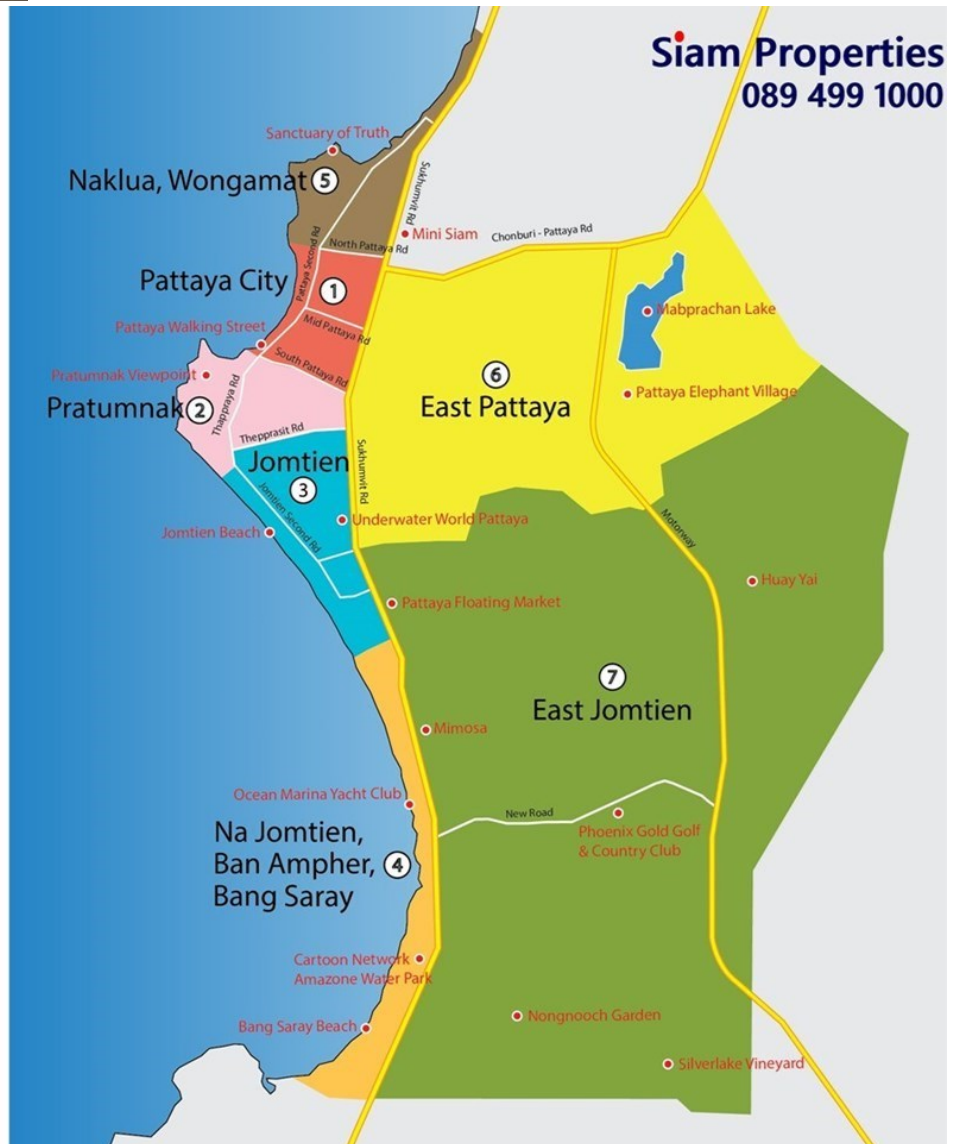 Siam Properties
089 499 1000
Sanctuary of Truth
Naklua, Wongamat 5
Sukhumvit Rd
Mini Siam
North Pattaya Rd
Chonburi - Pattaya Rd
Pattaya Second Rd
Pattaya City
1
Mabprachan Lake
Mid Pattaya Rd
Pattaya Walking Street
South Pattaya Rd
Pratumnak Viewpoint
6
East Pattaya
Pattaya Elephant Village
Pratumnak 2
Thappraya Rd
Thepprasit Rd
Jomtien
3
Sukhumvit Rd
Jomtien Second Rd
Underwater World Pattaya
Jomtien Beach
Motorway
Huay Yai
Pattaya Floating Market
7
East Jomtien
Mimosa
Ocean Marina Yacht Club
New Road
Phoenix Gold Golf
& Country Club
Na Jomtien,
Ban Ampher,
Bang Saray
4
Cartoon Network
Amazone Water Park
Bang Saray Beach
Nongnooch Garden
Silverlake Vineyard